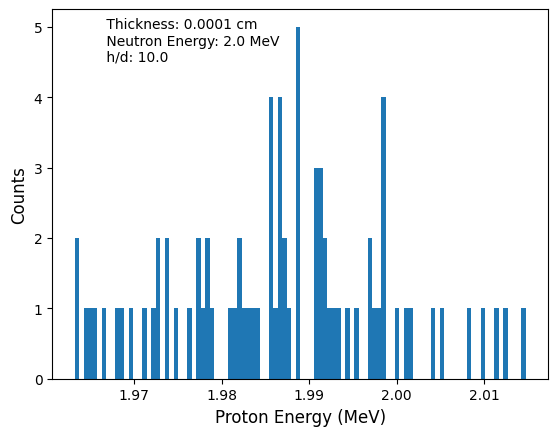 Thickness: 0.0001 cm
Neutron Energy: 2.0 MeV
h/d: 10.0
Counts
5
4
3
2
1
0
1.97
1.98
1.99
2.00
2.01
Proton Energy (MeV)